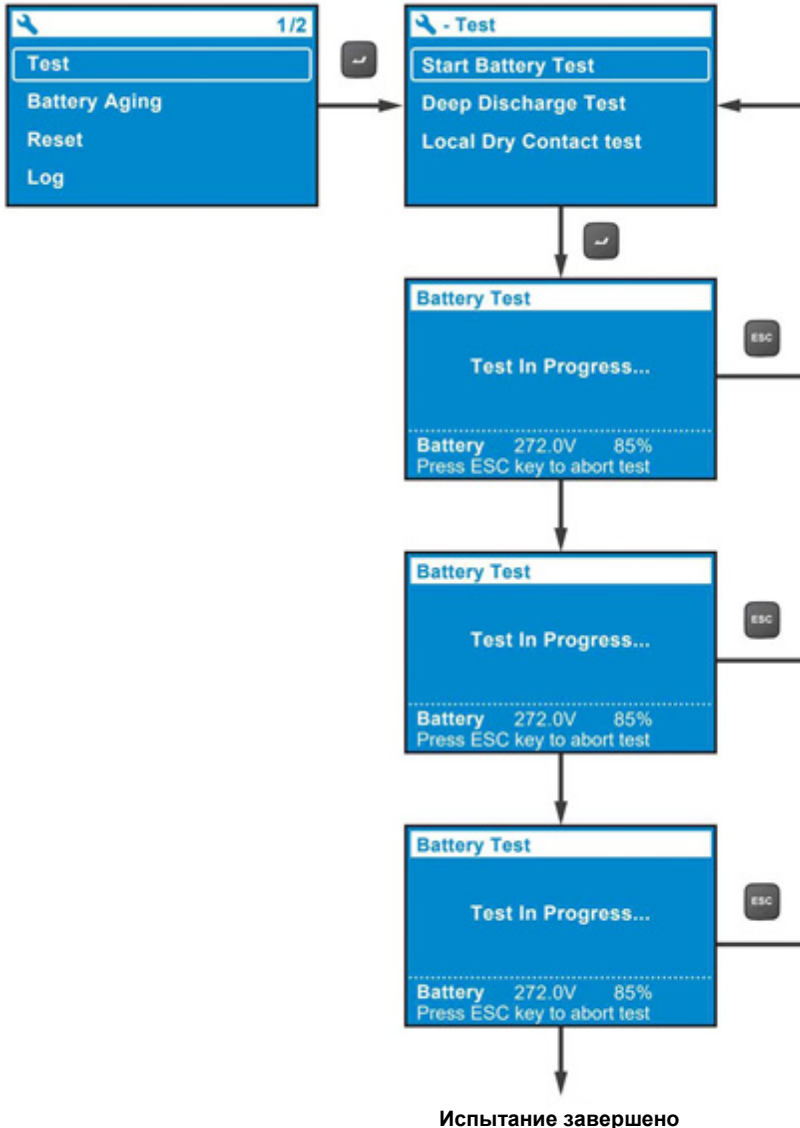 1/2
Test
Battery Aging
Reset
Log
- Test
Start Battery Test
Deep Discharge Test
Local Dry Contact test
Battery Test
Test In Progress...
Battery 272.0V 85%
Press ESC key to abort test
ESC
Battery Test
Test In Progress...
Battery 272.0V 85%
Press ESC key to abort test
ESC
Battery Test
Test In Progress...
Battery 272.0V 85%
Press ESC key to abort test
ESC
Испытание завершено